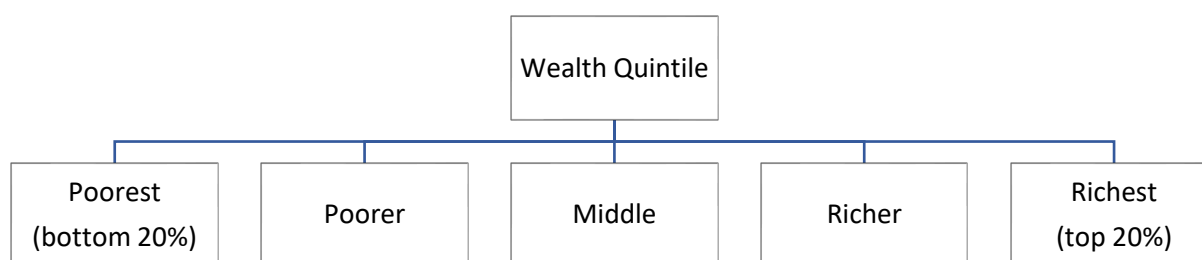 Wealth Quintile
Poorest
(bottom 20%)
Poorer
Middle
Richer
Richest
(top 20%)